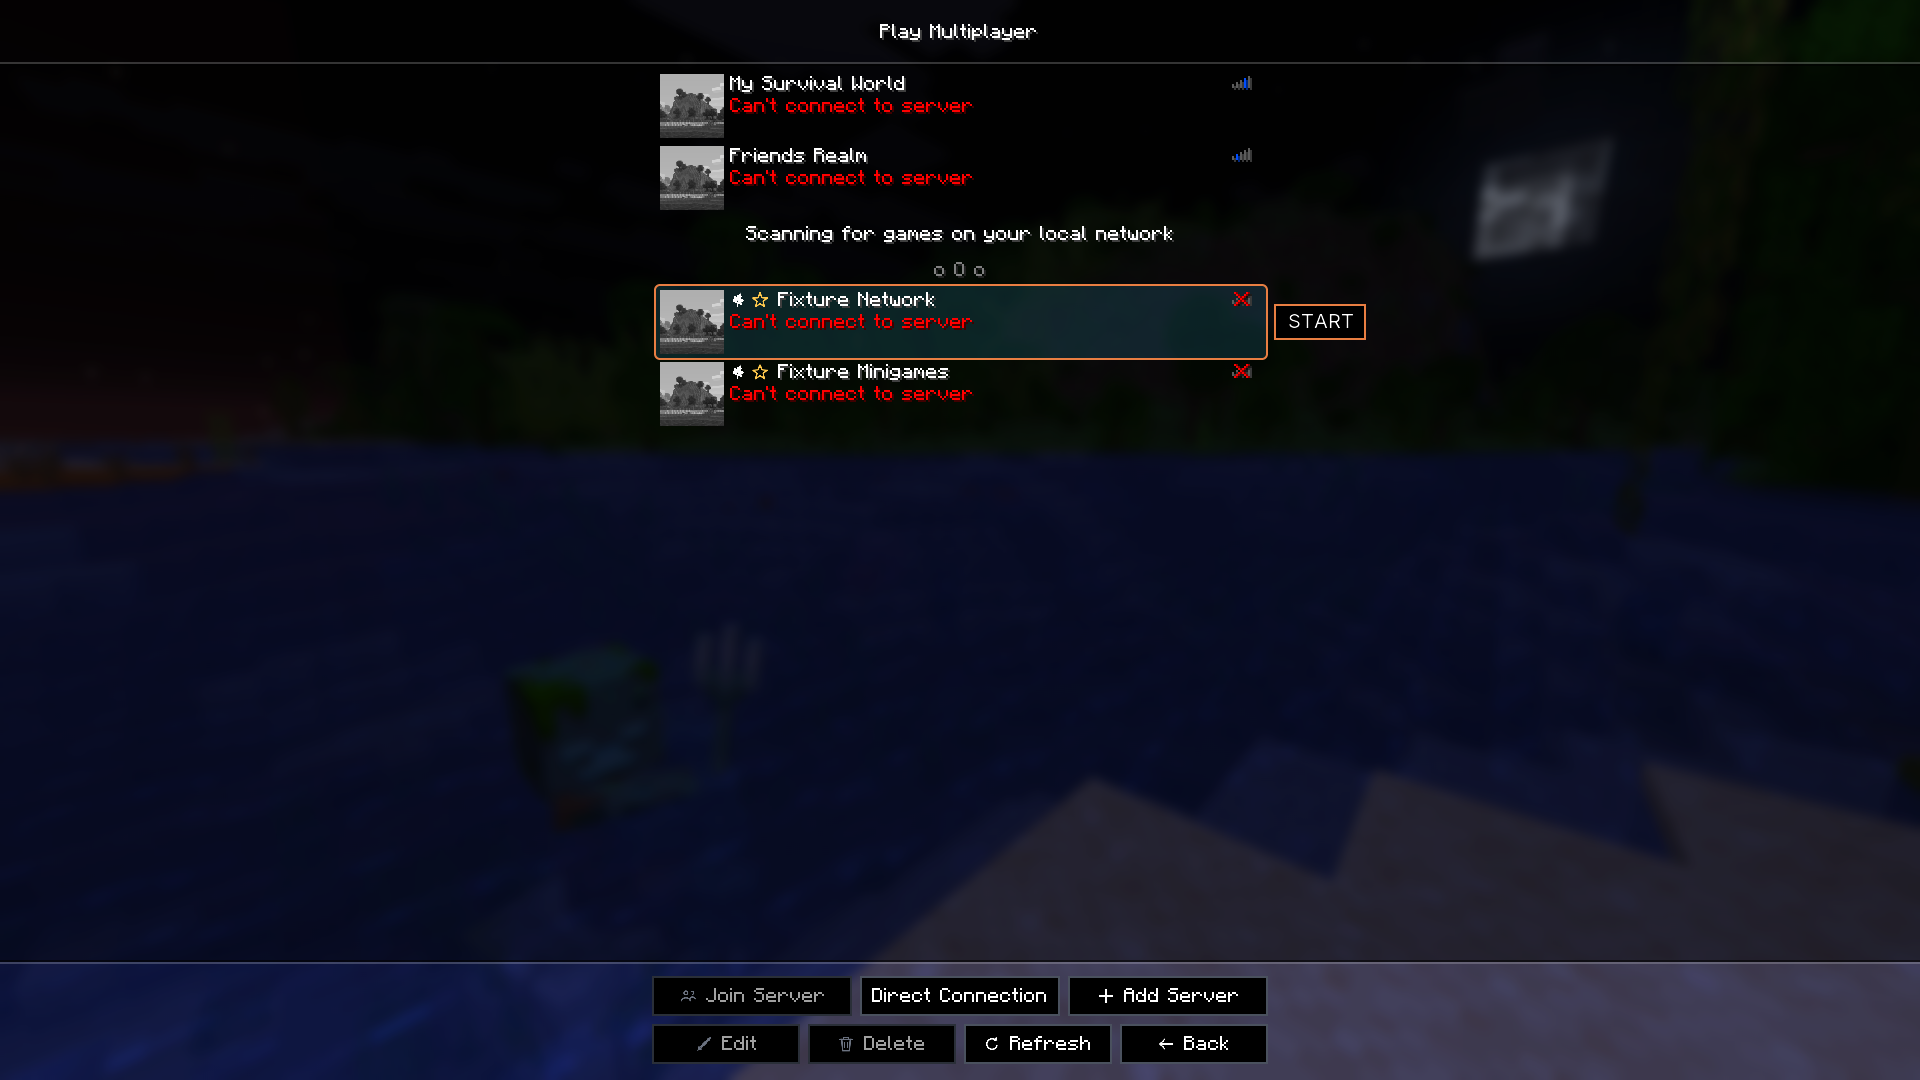 Play Multiplayer
My Survival World
Can't connect to server
Friends Realm
Can't connect to server
Scanning for games on your local network
o O o
Fixture Network
Can't connect to server
START
Fixture Minigames
Can't connect to server
Join Server
Direct Connection
Add Server
Edit
Delete
Refresh
Back